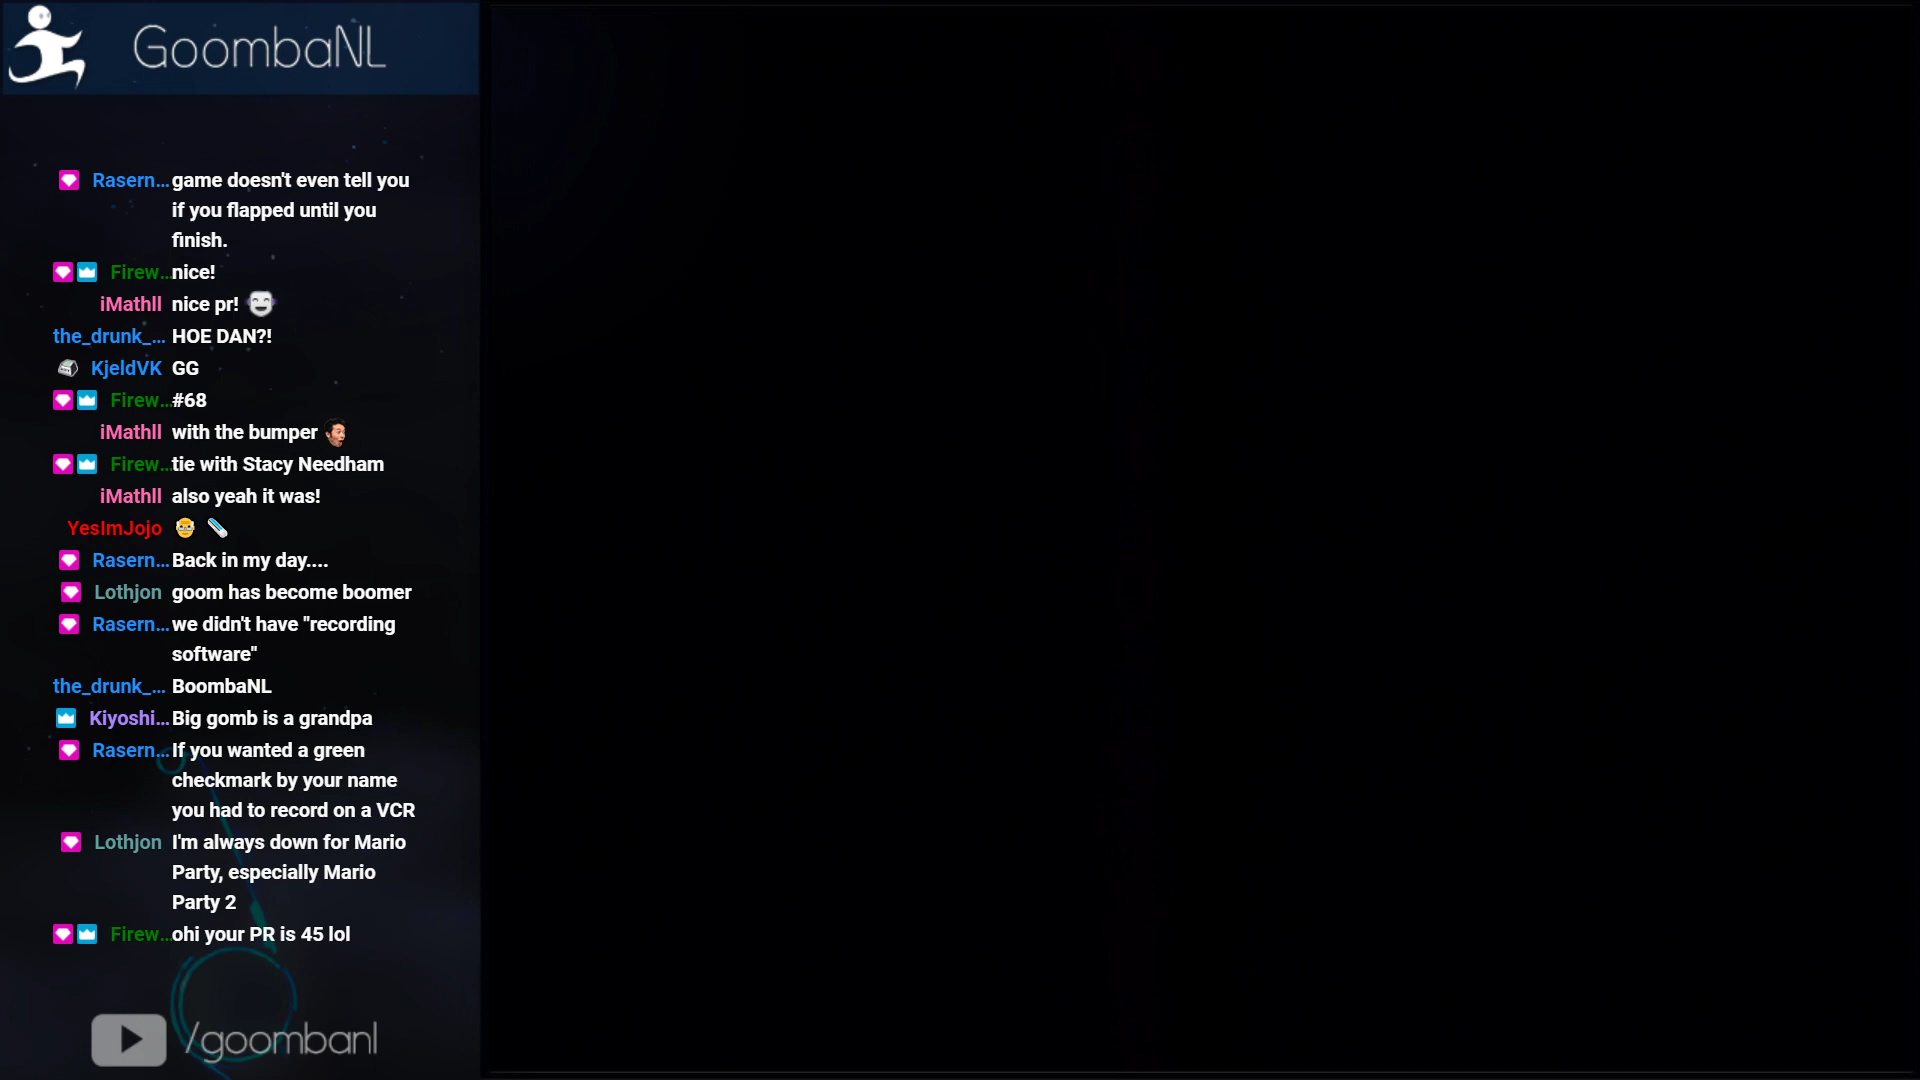 GoombaNL
Rasern... game doesn't even tell you
if you flapped until you
finish.
Firew... nice!
iMathll nice pr!
the_drunk_... HOE DAN?!
KjeldVK GG
Firew... #68
iMathll with the bumper
Firew... tie with Stacy Needham
iMathll also yeah it was!
YesImJojo
Rasern... Back in my day....
Lothjon goom has become boomer
Rasern... we didn't have "recording
software"
the_drunk_... BoombaNL
Kiyoshi... Big gomb is a grandpa
Rasern... If you wanted a green
checkmark by your name
you had to record on a VCR
Lothjon I'm always down for Mario
Party, especially Mario
Party 2
Firew... ohi your PR is 45 lol
/goombanl